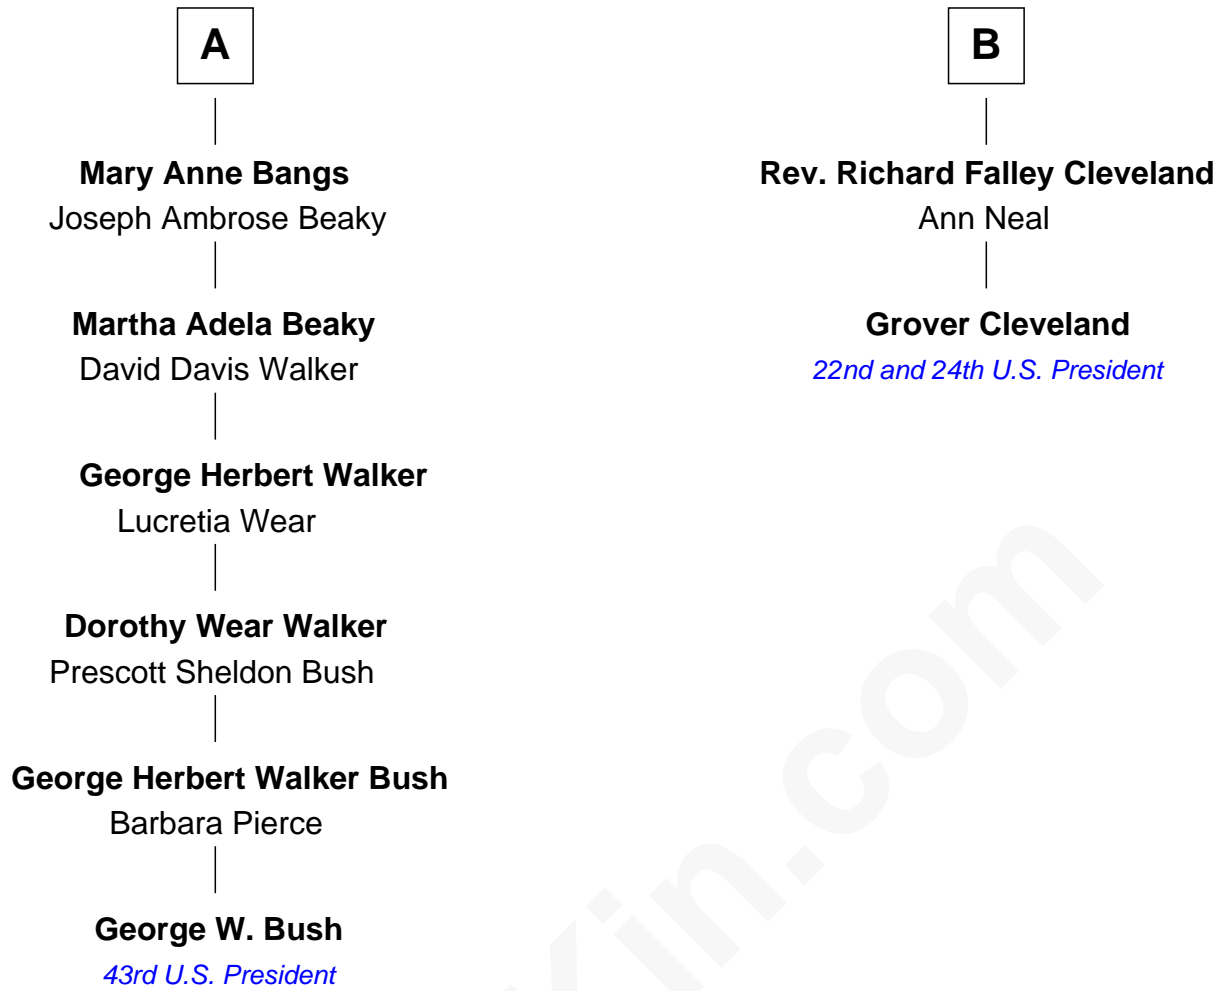 A
Mary Anne Bangs
Joseph Ambrose Beaky
Martha Adela Beaky
David Davis Walker
George Herbert Walker
Lucretia Wear
Dorothy Wear Walker
Prescott Sheldon Bush
George Herbert Walker Bush
Barbara Pierce
George W. Bush
43rd U.S. President
B
Rev. Richard Falley Cleveland
Ann Neal
Grover Cleveland
22nd and 24th U.S. President